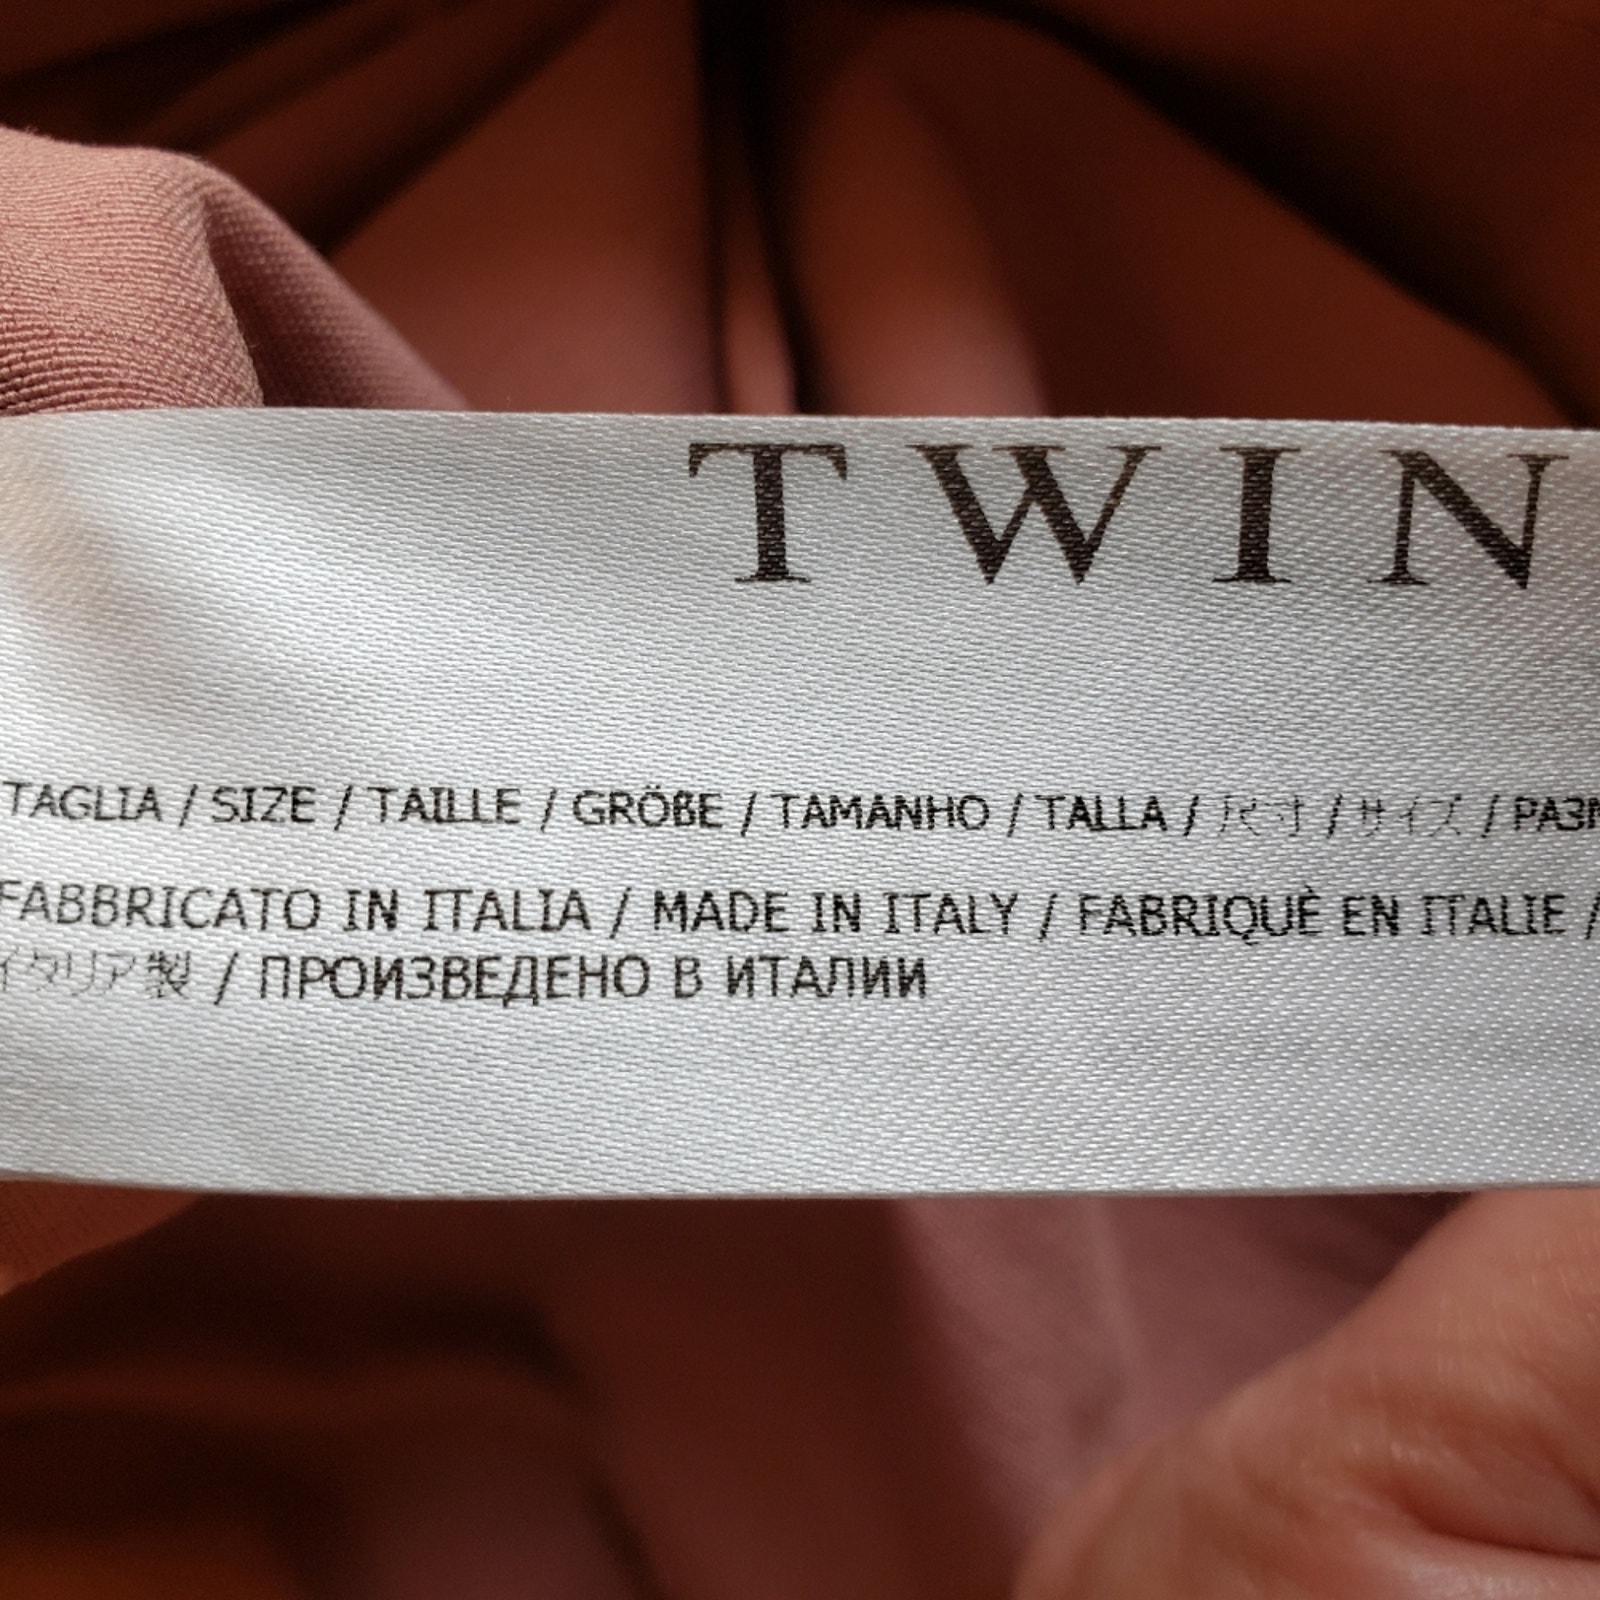 TWIN
TAGLIA / SIZE / TAILLE / GRÖBE / TAMANHO / TALLA / 尺寸 / サイズ / РАЗМ
FABBRICATO IN ITALIA / MADE IN ITALY / FABRIQUÈ EN ITALIE /
イタリア製 / ПРОИЗВЕДЕНО В ИТАЛИИ